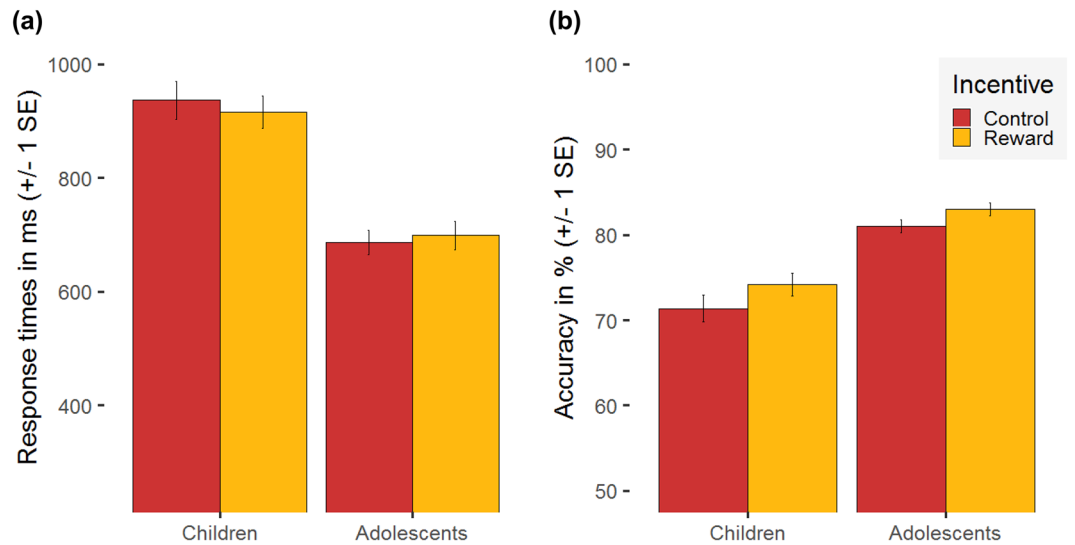 (a)
Response times in ms (+/- 1 SE)
1000
800
600
400
Children
Adolescents
(b)
Accuracy in % (+/- 1 SE)
100
90
80
70
60
50
Children
Adolescents
Incentive
Control
Reward